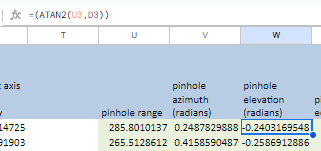 fx =(ATAN2(U3,D3))
T U V W
axis pinhole pinhole pinhole
azimuth elevation
y pinhole range (radians) (radians) e
14725 285.8010137 0.2487829888 -0.2403169548
91903 265.5128612 0.4158590487 -0.2586912886